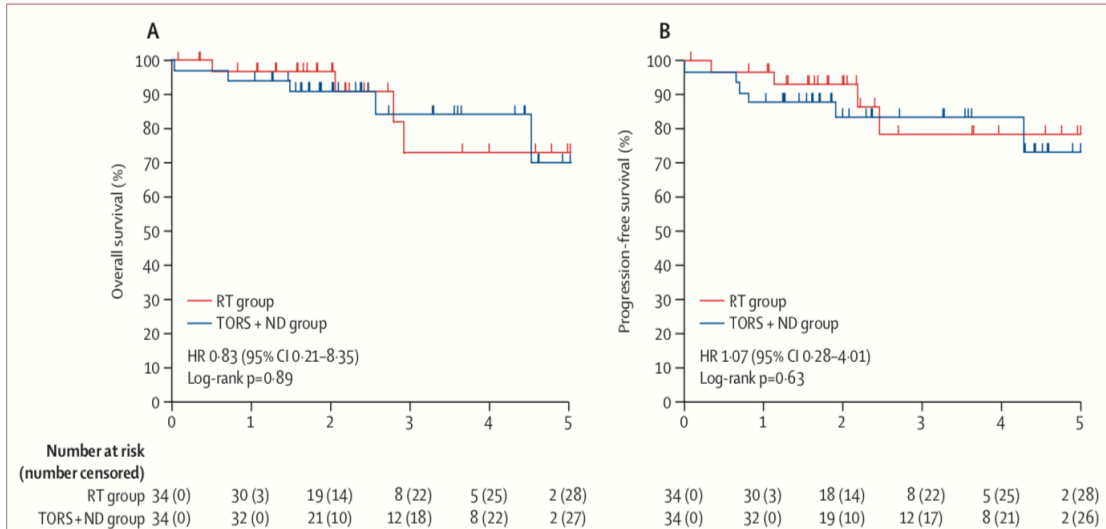 A
Overall survival (%)
100
90
80
70
60
50
40
30
20
10
0
RT group
TORS + ND group
HR 0·83 (95% CI 0·21–8·35)
Log-rank p=0·89
0 1 2 3 4 5
B
Progression-free survival (%)
100
90
80
70
60
50
40
30
20
10
0
RT group
TORS + ND group
HR 1·07 (95% CI 0·28–4·01)
Log-rank p=0·63
0 1 2 3 4 5
Number at risk
(number censored)
RT group 34 (0) 30 (3) 19 (14) 8 (22) 5 (25) 2 (28) 34 (0) 30 (3) 18 (14) 8 (22) 5 (25) 2 (28)
TORS+ND group 34 (0) 32 (0) 21 (10) 12 (18) 8 (22) 2 (27) 34 (0) 32 (0) 19 (10) 12 (17) 8 (21) 2 (26)